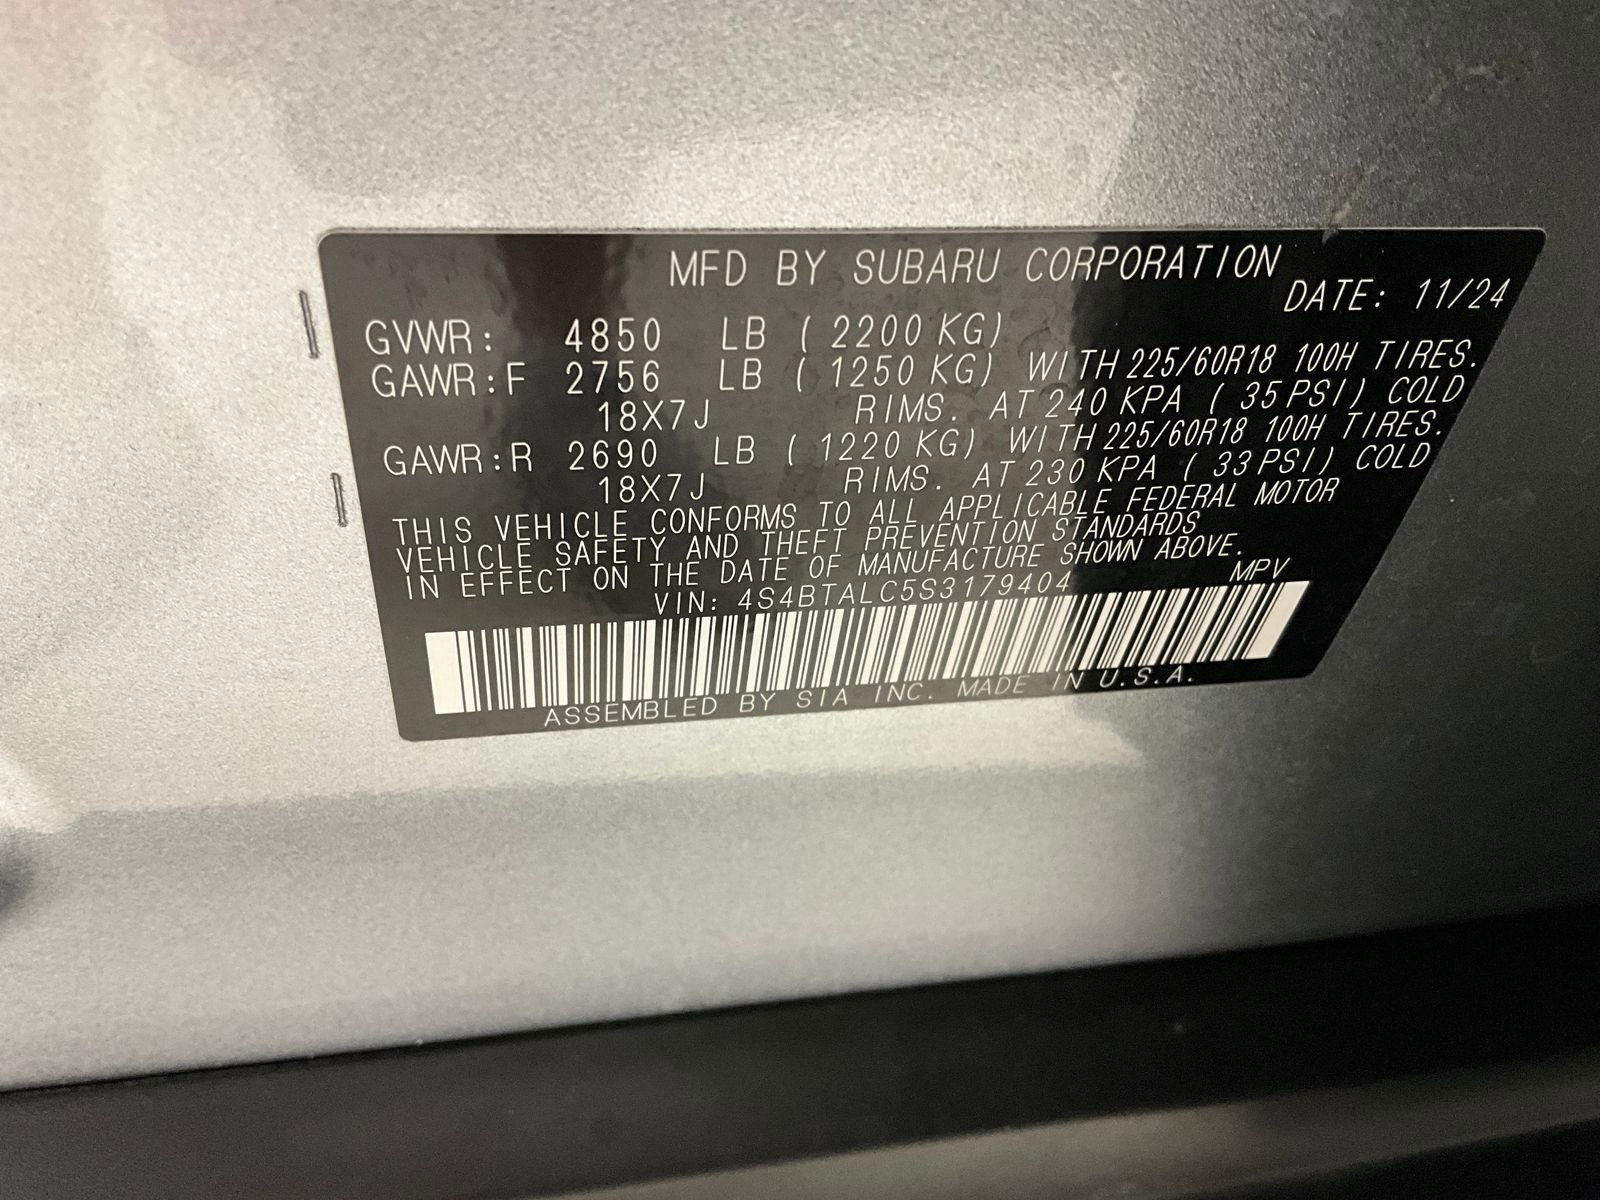 MFD BY SUBARU CORPORATION
DATE: 11/24
GVWR: 4850 LB ( 2200 KG)
GAWR:F 2756 LB ( 1250 KG) WITH 225/60R18 100H TIRES.
18X7J RIMS. AT 240 KPA ( 35 PSI) COLD
GAWR:R 2690 LB ( 1220 KG) WITH 225/60R18 100H TIRES.
18X7J RIMS. AT 230 KPA ( 33 PSI) COLD
THIS VEHICLE CONFORMS TO ALL APPLICABLE FEDERAL MOTOR
VEHICLE SAFETY AND THEFT PREVENTION STANDARDS
IN EFFECT ON THE DATE OF MANUFACTURE SHOWN ABOVE.
VIN: 4S4BTALC5S3179404 MPV
ASSEMBLED BY SIA INC. MADE IN U.S.A.